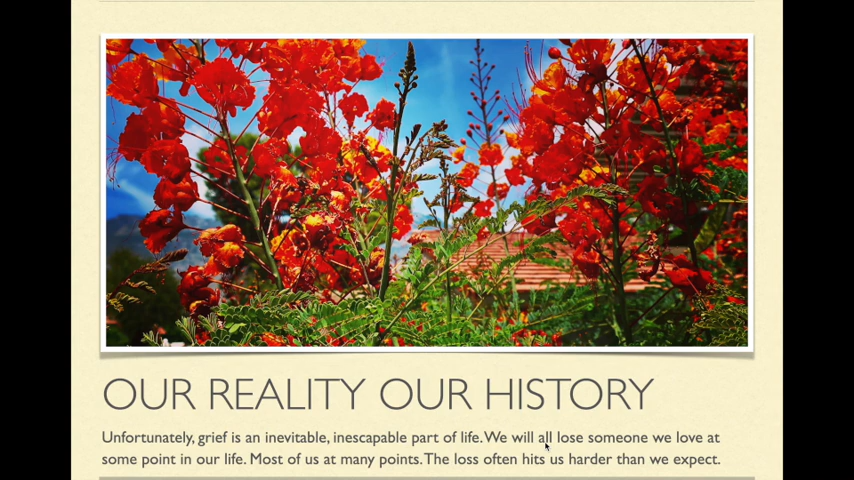 OUR REALITY OUR HISTORY
Unfortunately, grief is an inevitable, inescapable part of life. We will all lose someone we love at
some point in our life. Most of us at many points. The loss often hits us harder than we expect.